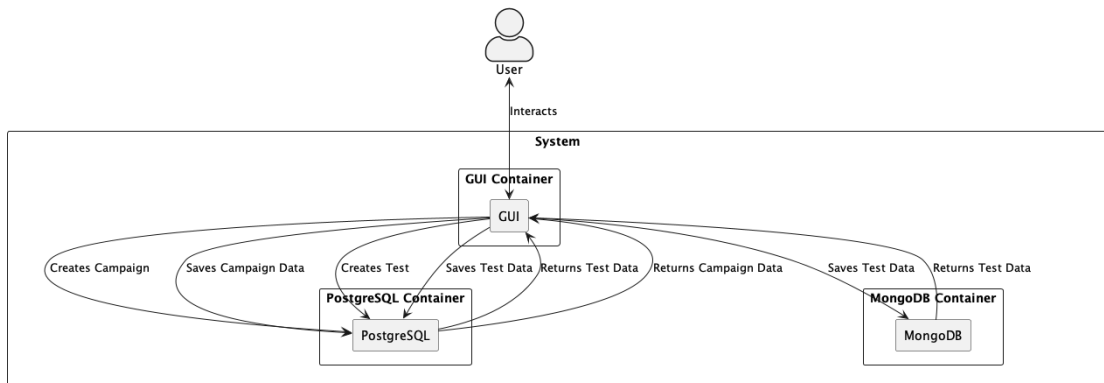 User
Interacts
System
GUI Container
GUI
Creates Campaign
Saves Campaign Data
Creates Test
Saves Test Data
Returns Test Data
Returns Campaign Data
Saves Test Data
Returns Test Data
PostgreSQL Container
MongoDB Container
PostgreSQL
MongoDB